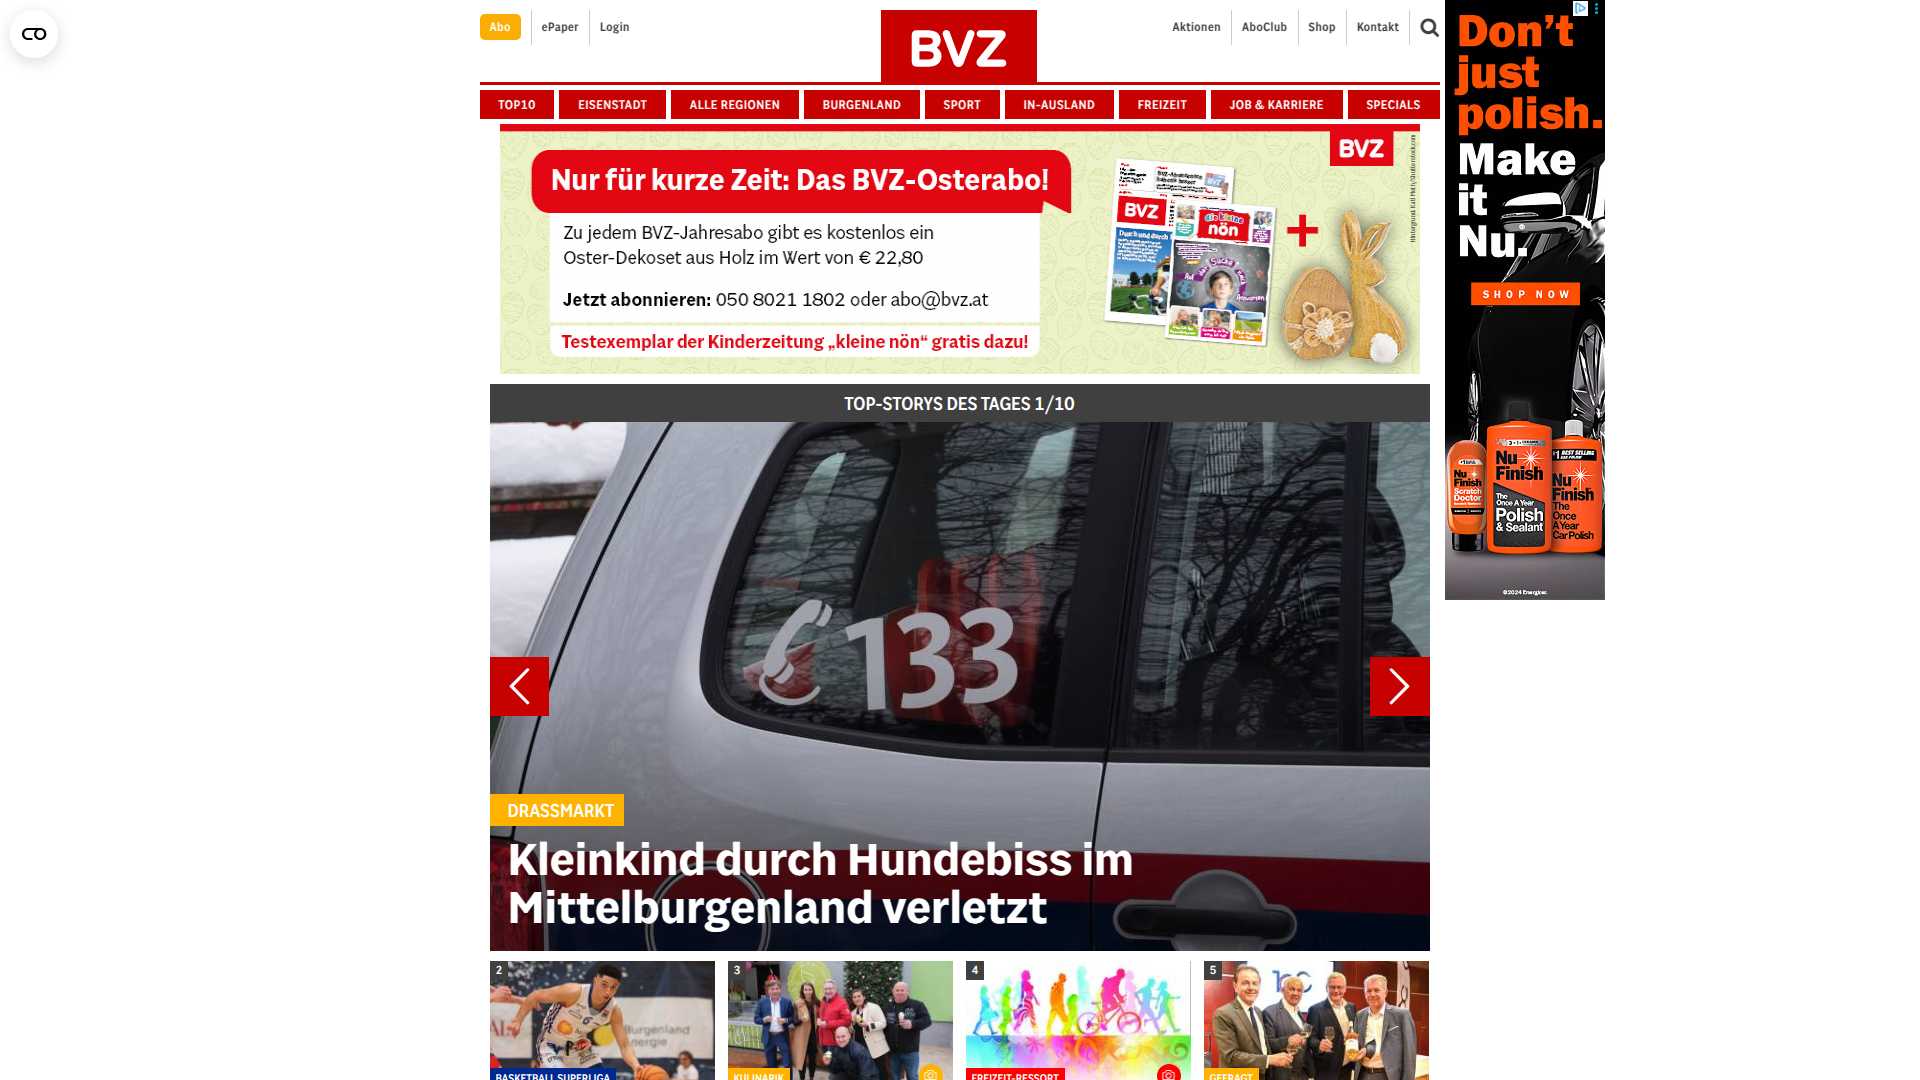 Abo
ePaper
Login
BVZ
Aktionen
AboClub
Shop
Kontakt
TOP10
EISENSTADT
ALLE REGIONEN
BURGENLAND
SPORT
IN-AUSLAND
FREIZEIT
JOB & KARRIERE
SPECIALS
Nur für kurze Zeit: Das BVZ-Osterabo!
Zu jedem BVZ-Jahresabo gibt es kostenlos ein
Oster-Dekoset aus Holz im Wert von € 22,80
Jetzt abonnieren: 050 8021 1802 oder abo@bvz.at
Testexemplar der Kinderzeitung „kleine nön“ gratis dazu!
BVZ
BVZ
die kleine
nön
+
Don't
just
polish.
Make
it
Nu.
SHOP NOW
Nu
Finish
Scratch
Doctor
Nu
Finish
The
Once A Year
Polish
& Sealant
#1 BEST SELLING
Nu
Finish
The
Once
A Year
Car Polish
©2024 Energizer.
TOP-STORYS DES TAGES 1/10
133
DRASSMARKT
Kleinkind durch Hundebiss im
Mittelburgenland verletzt
2
3
4
5
Burgenland
Energie
BASKETBALL SUPERLIGA
KULINARIK
FREIZEIT-RESSORT
GEFRAGT